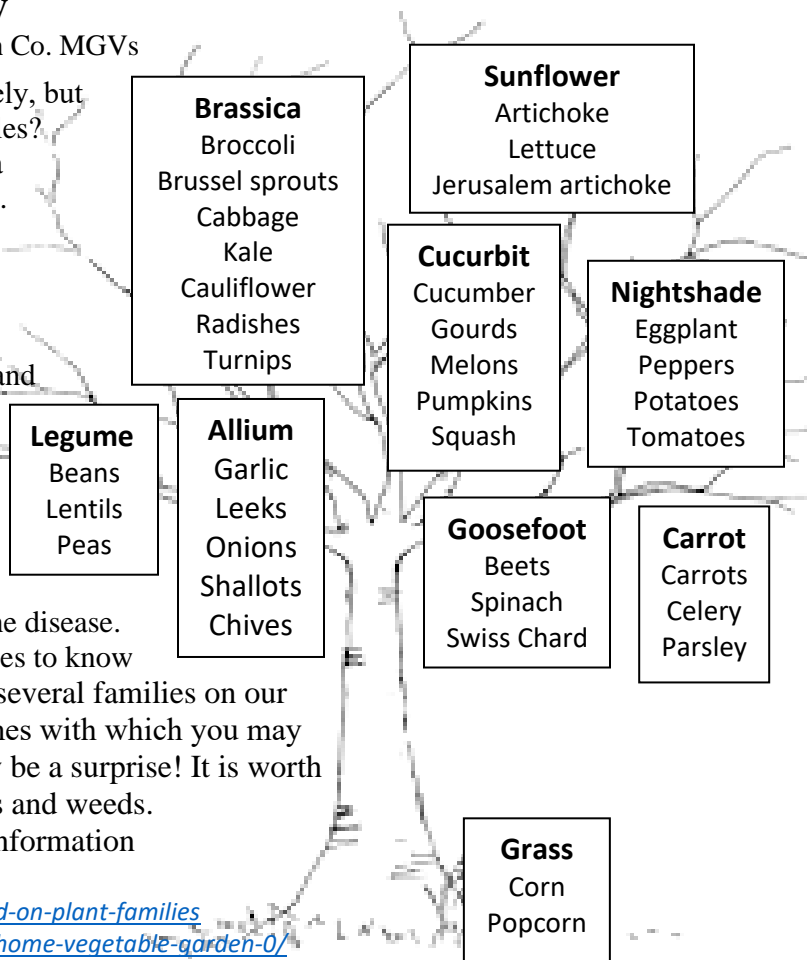 y
n Co. MGVs
ely, but
ies?
a
.
and
Brassica
Broccoli
Brussel sprouts
Cabbage
Kale
Cauliflower
Radishes
Turnips
Sunflower
Artichoke
Lettuce
Jerusalem artichoke
Cucurbit
Cucumber
Gourds
Melons
Pumpkins
Squash
Nightshade
Eggplant
Peppers
Potatoes
Tomatoes
Legume
Beans
Lentils
Peas
Allium
Garlic
Leeks
Onions
Shallots
Chives
Goosefoot
Beets
Spinach
Swiss Chard
Carrot
Carrots
Celery
Parsley
ne disease.
es to know
several families on our
nes with which you may
y be a surprise! It is worth
s and weeds.
nformation
Grass
Corn
Popcorn
d-on-plant-families
home-vegetable-garden-0/